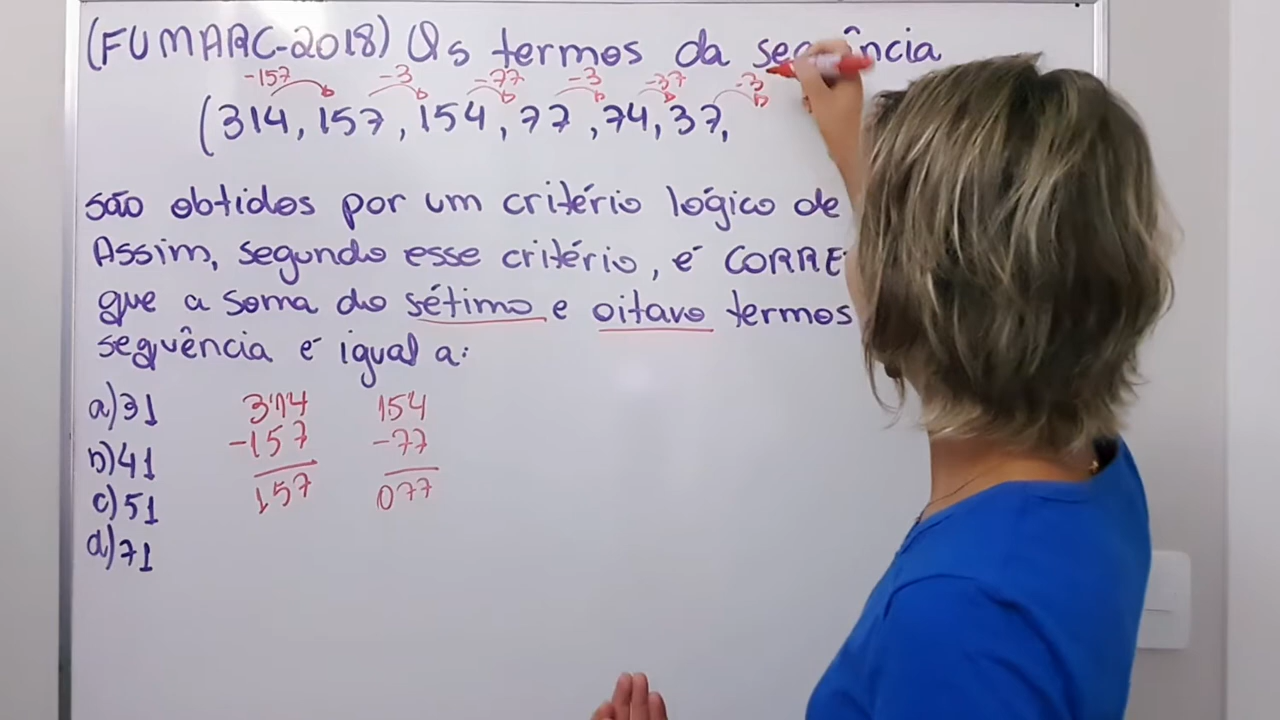 (FUMARC-2018) Os termos da sequência
-157 -3 -77 -3 -37 -3
(314, 157, 154, 77, 74, 37,
são obtidos por um critério lógico de
Assim, segundo esse critério, é CORRE
que a soma do sétimo e oitavo termos
sequência é igual a:
a) 31
b) 41
c) 51
d) 71
314
-157
157
154
-77
077